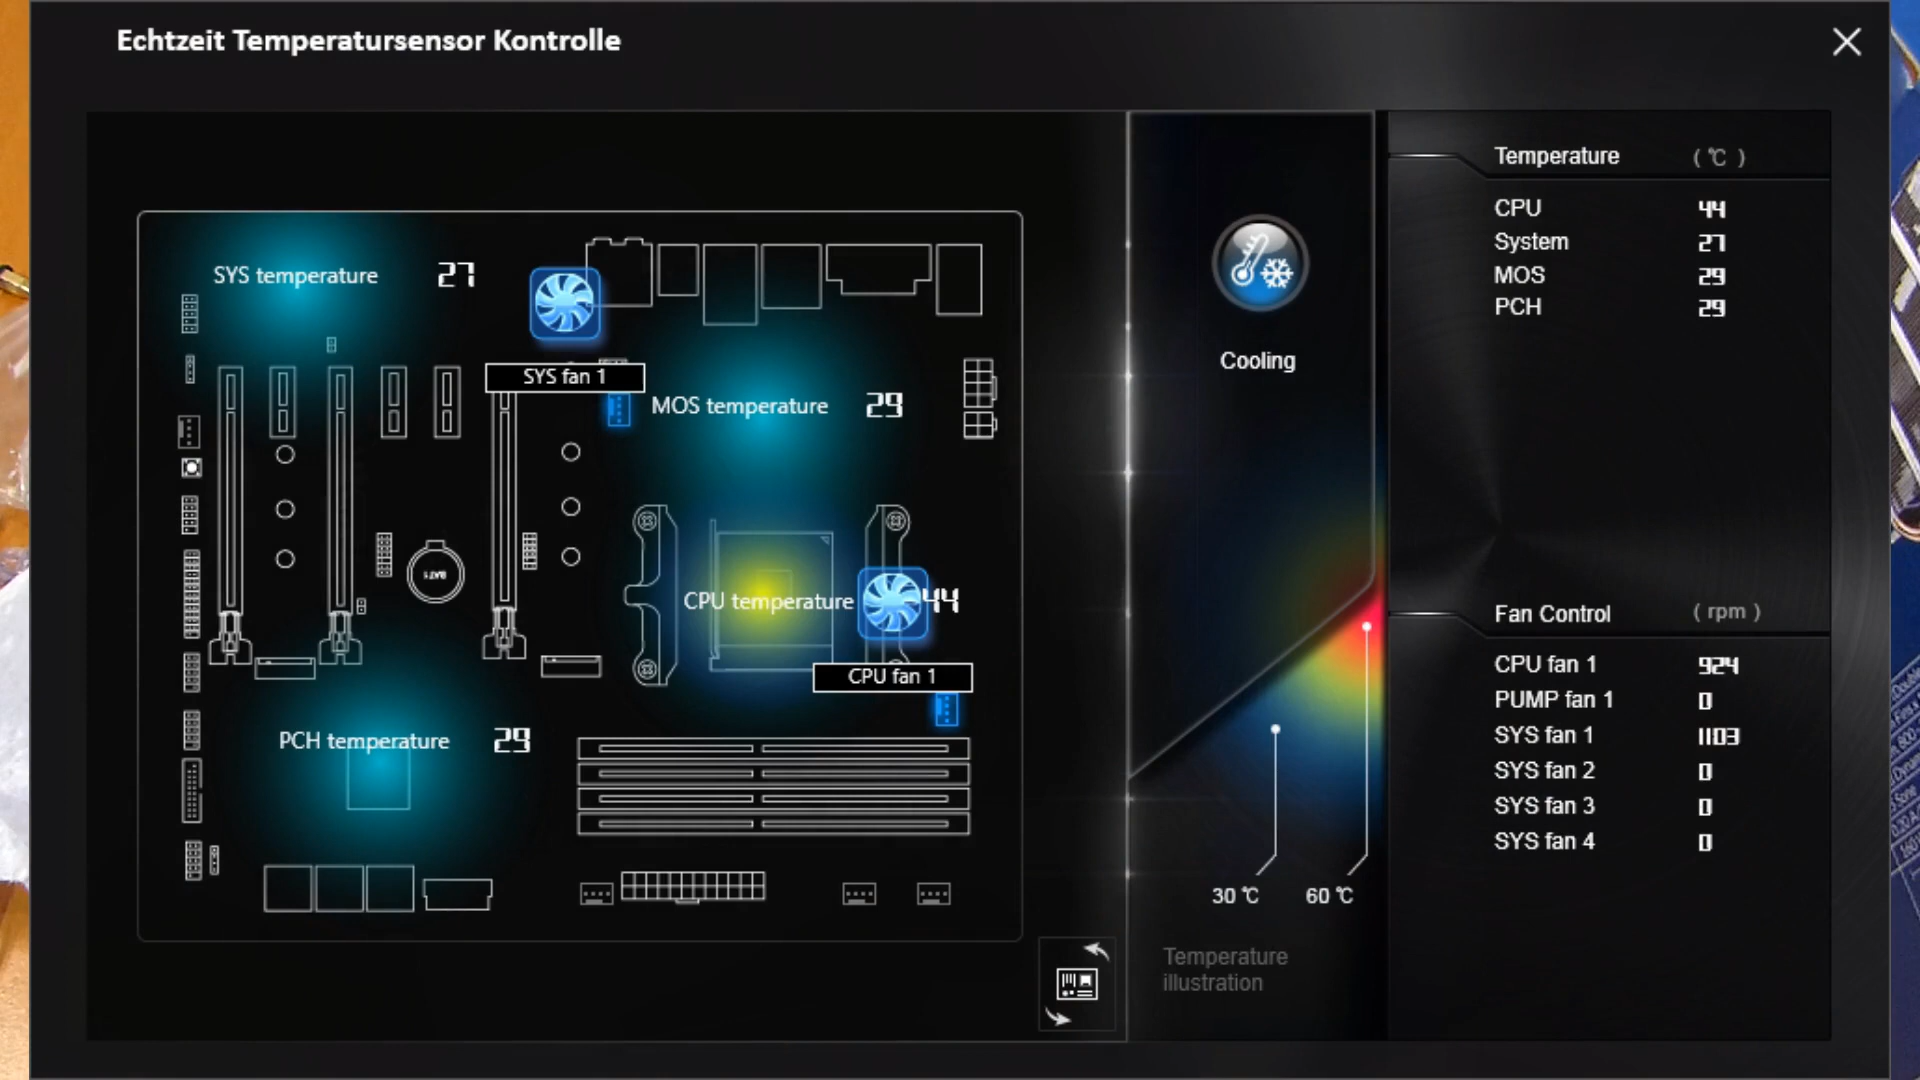 Echtzeit Temperatursensor Kontrolle
SYS temperature 27
SYS fan 1
MOS temperature 29
BAT1
CPU temperature 44
CPU fan 1
PCH temperature 29
Cooling
30 ℃ 60 ℃
Temperature
illustration
Temperature ( ℃ )
CPU 44
System 27
MOS 29
PCH 29
Fan Control ( rpm )
CPU fan 1 924
PUMP fan 1 0
SYS fan 1 1103
SYS fan 2 0
SYS fan 3 0
SYS fan 4 0